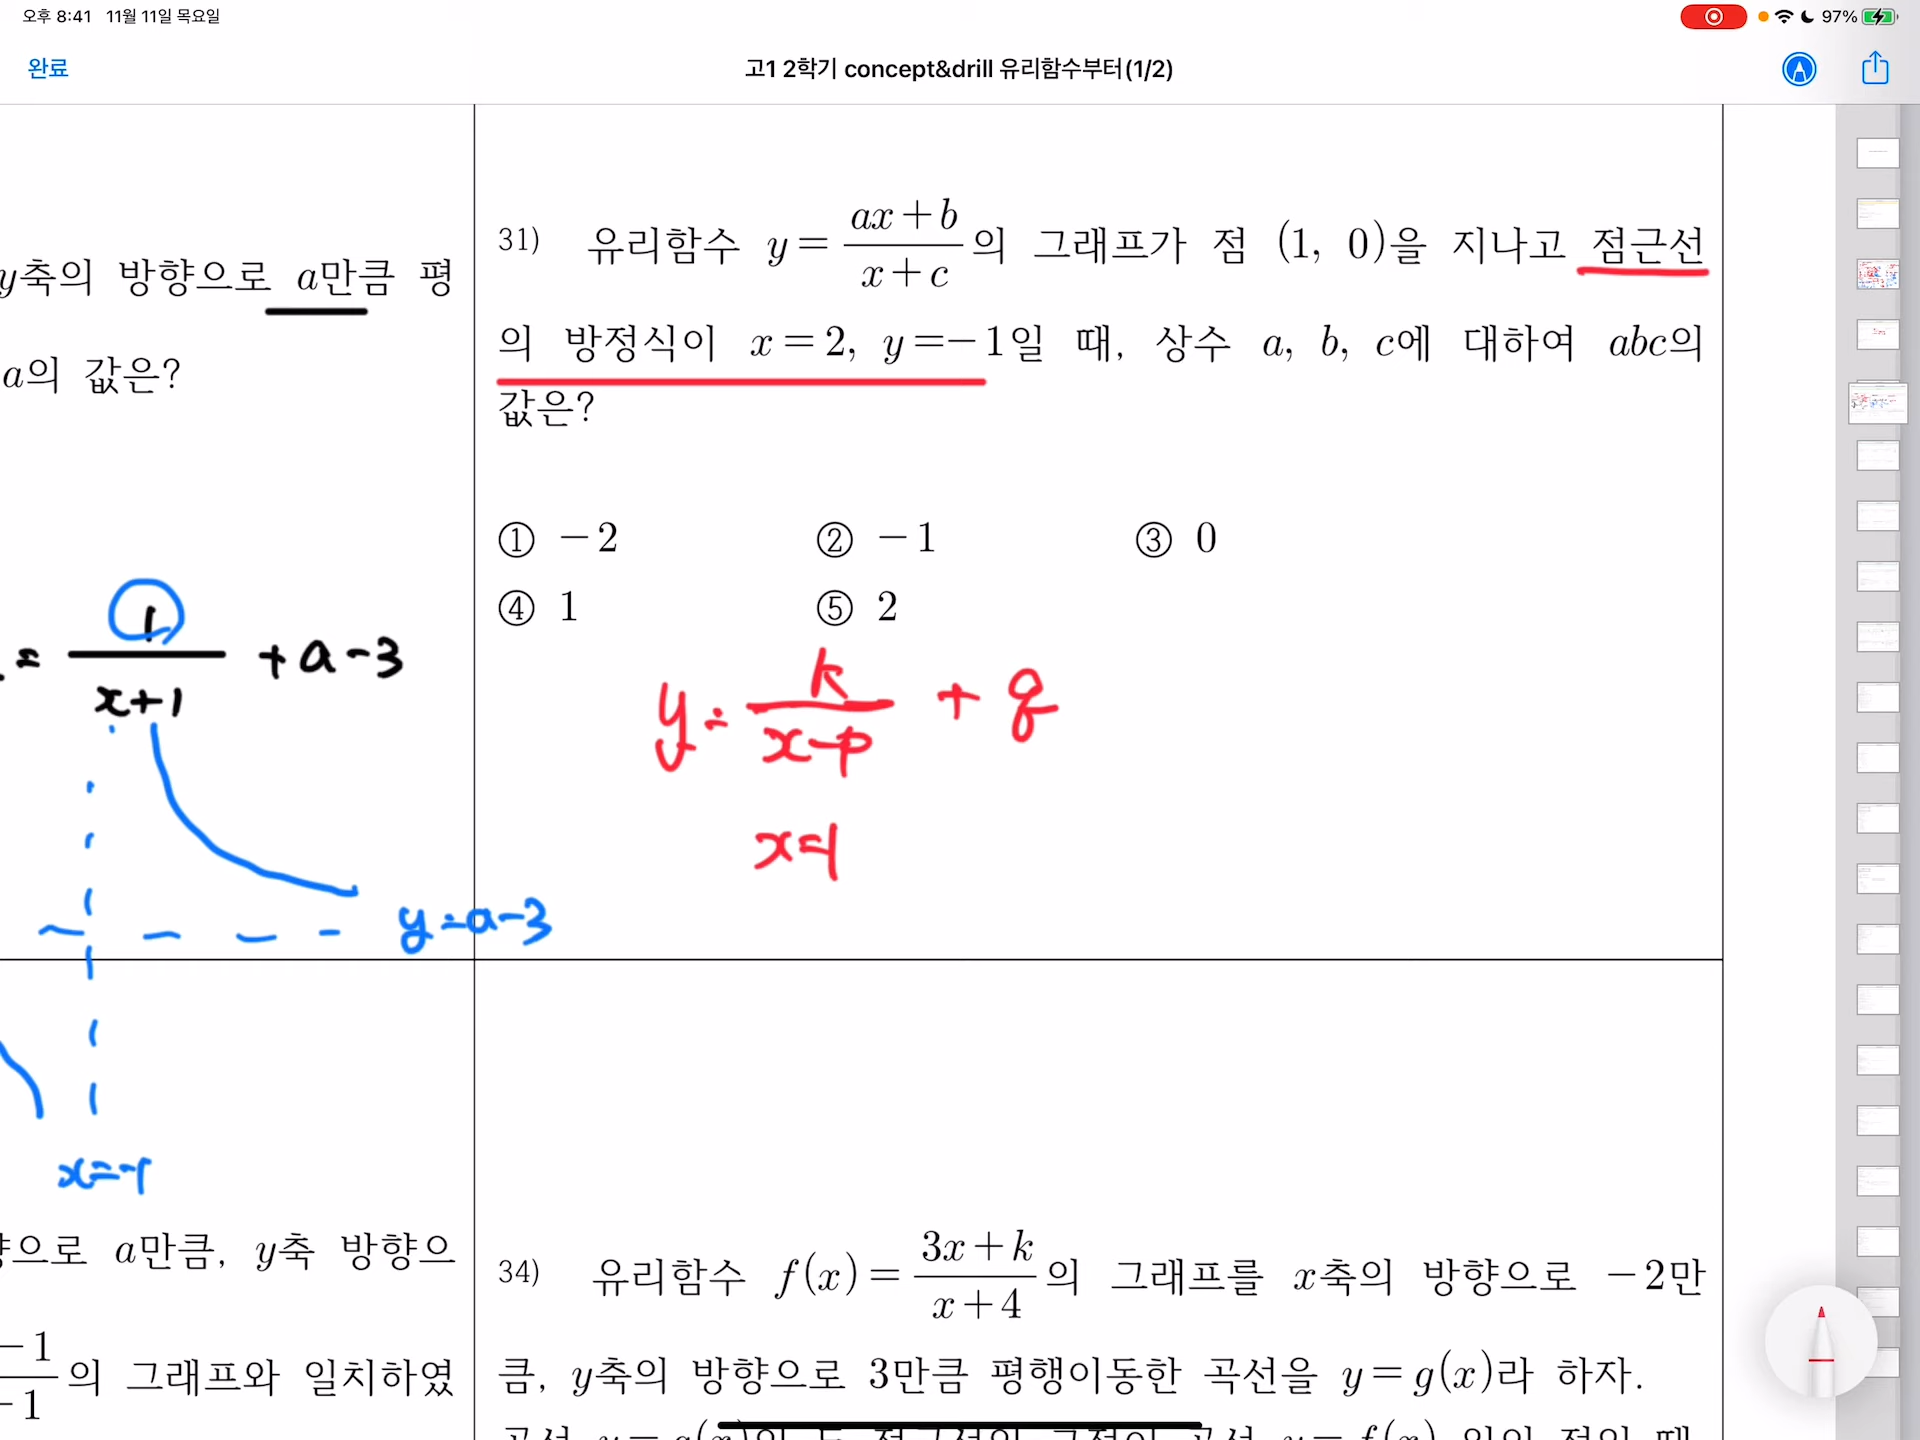 오후 8:41 11월 11일 목요일
97%
완료
고1 2학기 concept&drill 유리함수부터(1/2)
y축의 방향으로 a만큼 평
a의 값은?
= 1/(x+1) + a-3
y=a-3
x=-1
으로 a만큼, y축 방향으
-1
-1
의 그래프와 일치하였
31) 유리함수 y=(ax+b)/(x+c)의 그래프가 점 (1, 0)을 지나고 점근선
의 방정식이 x=2, y=-1일 때, 상수 a, b, c에 대하여 abc의
값은?
① -2 ② -1 ③ 0
④ 1 ⑤ 2
y= k/(x-p) + q
34) 유리함수 f(x)=(3x+k)/(x+4)의 그래프를 x축의 방향으로 -2만
큼, y축의 방향으로 3만큼 평행이동한 곡선을 y=g(x)라 하자.